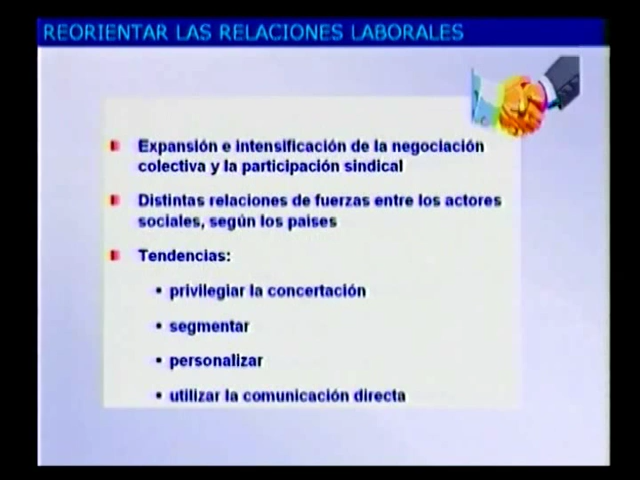 REORIENTAR LAS RELACIONES LABORALES
Expansión e intensificación de la negociación
colectiva y la participación sindical
Distintas relaciones de fuerzas entre los actores
sociales, según los paises
Tendencias:
• privilegiar la concertación
• segmentar
• personalizar
• utilizar la comunicación directa